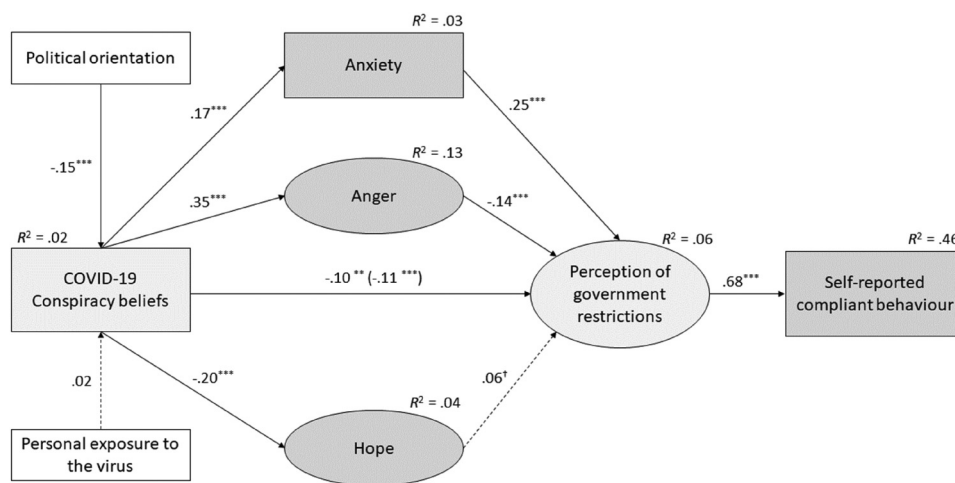 R² = .03
Political orientation
Anxiety
.17***
.25***
R² = .13
-.15***
.35***
Anger
-.14***
R² = .02
R² = .06
R² = .46
COVID-19
Conspiracy beliefs
-.10 ** (-.11 ***)
Perception of
government
restrictions
.68***
Self-reported
compliant behaviour
.02
-.20***
.06†
R² = .04
Personal exposure to
the virus
Hope